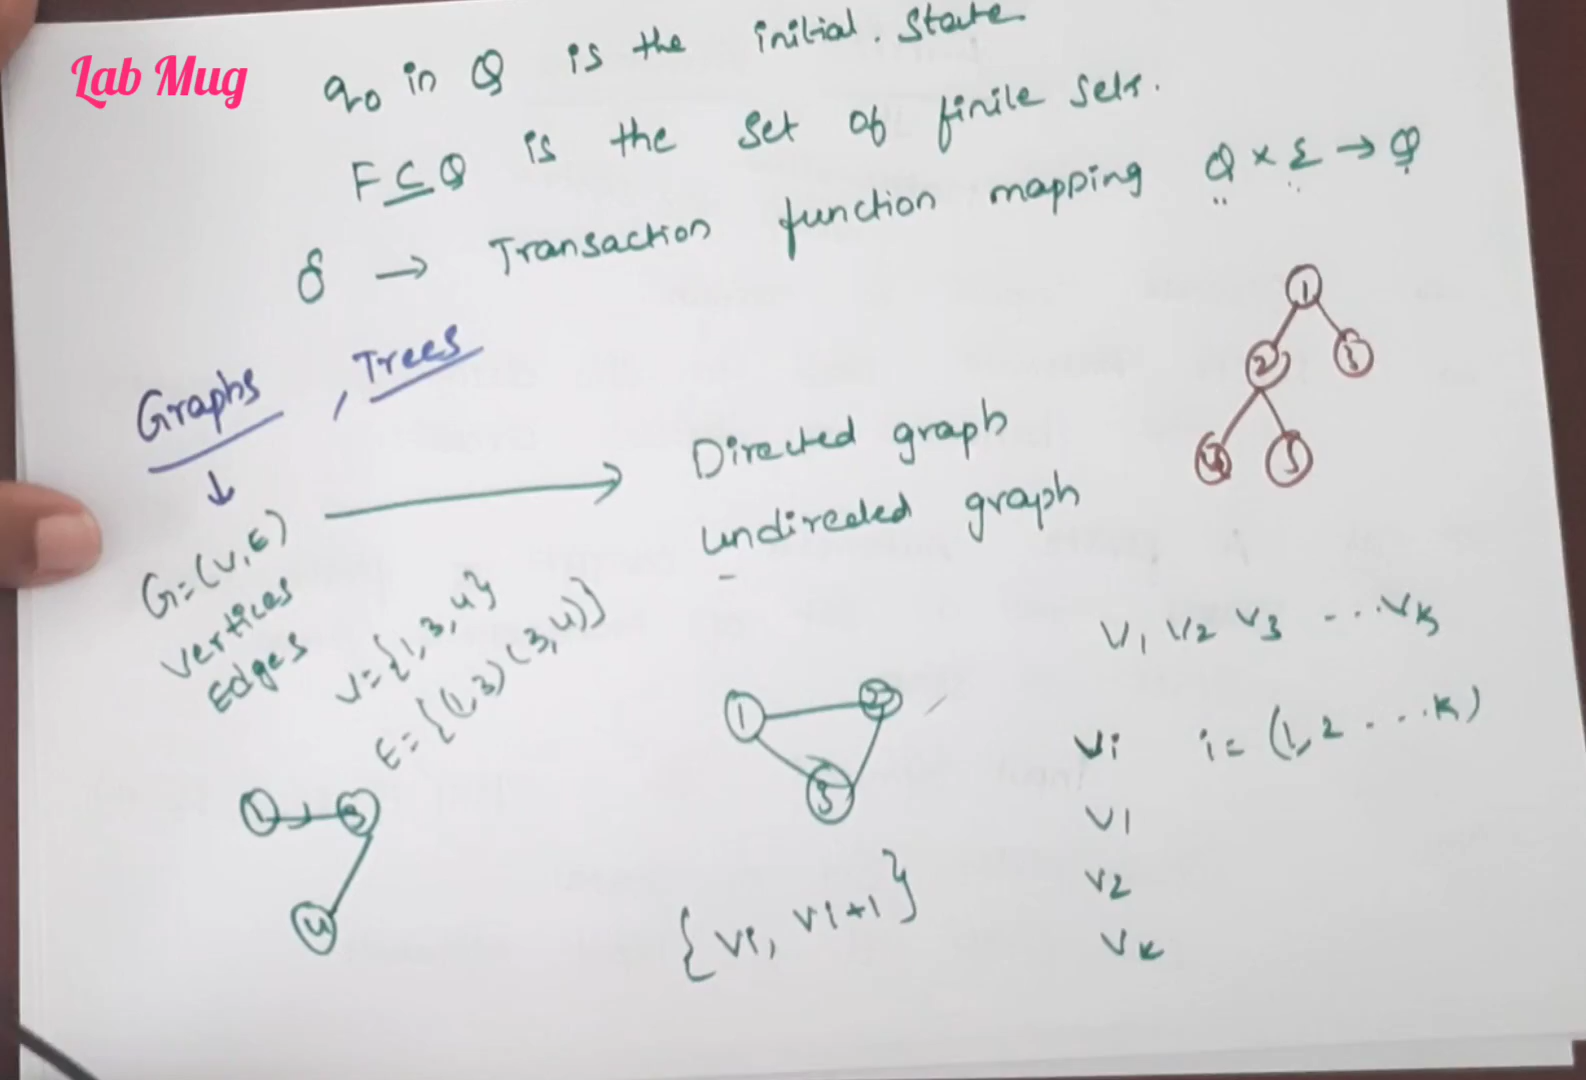 Lab Mug
q0 in Q is the initial. state
F ⊆ Q is the set of finile sets.
δ → Transaction function mapping Q × Σ → Q
Graphs, Trees
G=(V,E)
vertices
Edges
V={1,3,4}
E={(1,3)(3,4)}
Directed graph
undirected graph
1
2 3
4 5
1 3
4
1 2
3
{vi, vi+1}
V1 V2 V3 ...Vk
Vi i= (1,2 ...k)
V1
V2
Vk